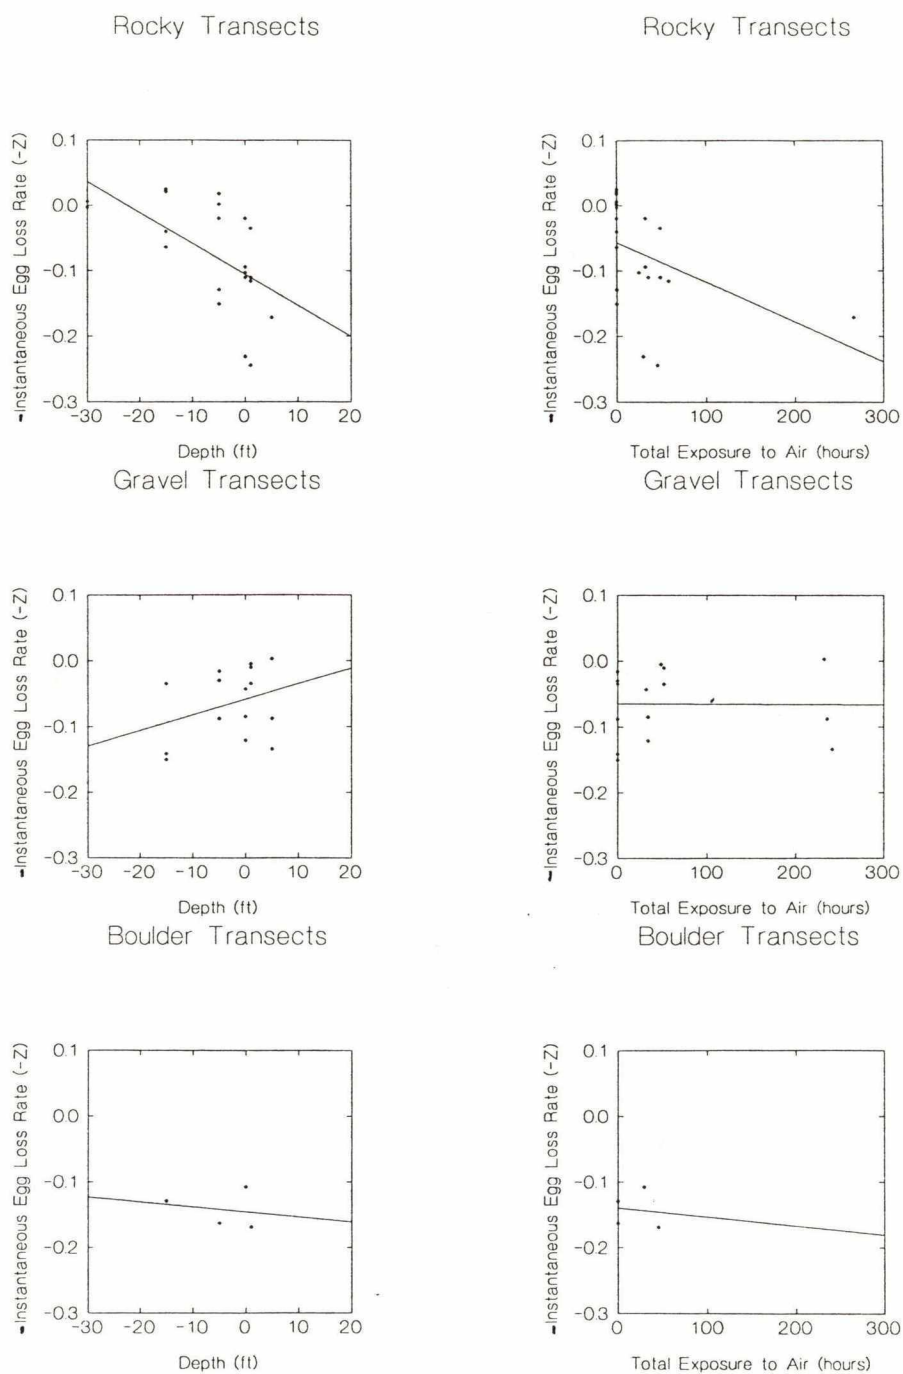 Rocky Transects
-Instantaneous Egg Loss Rate (-Z)
0.1
0.0
-0.1
-0.2
-0.3
-30 -20 -10 0 10 20
Depth (ft)
Rocky Transects
-Instantaneous Egg Loss Rate (-Z)
0.1
0.0
-0.1
-0.2
-0.3
0 100 200 300
Total Exposure to Air (hours)
Gravel Transects
-Instantaneous Egg Loss Rate (-Z)
0.1
0.0
-0.1
-0.2
-0.3
-30 -20 -10 0 10 20
Depth (ft)
Gravel Transects
-Instantaneous Egg Loss Rate (-Z)
0.1
0.0
-0.1
-0.2
-0.3
0 100 200 300
Total Exposure to Air (hours)
Boulder Transects
-Instantaneous Egg Loss Rate (-Z)
0.1
0.0
-0.1
-0.2
-0.3
-30 -20 -10 0 10 20
Depth (ft)
Boulder Transects
-Instantaneous Egg Loss Rate (-Z)
0.1
0.0
-0.1
-0.2
-0.3
0 100 200 300
Total Exposure to Air (hours)